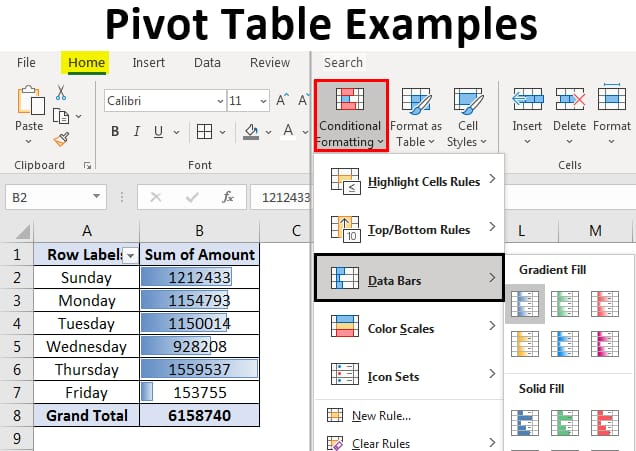 Pivot Table Examples
File Home Insert Data Review Search
Calibri 11 A A
Paste
B I U A
Conditional Formatting
Format as Table
Cell Styles
Insert Delete Format
Clipboard Font Cells
B2 fx 1212433
A B C L M
1 Row Labels Sum of Amount
2 Sunday 1212433
3 Monday 1154793
4 Tuesday 1150014
5 Wednesday 928208
6 Thursday 1559537
7 Friday 153755
8 Grand Total 6158740
9
Highlight Cells Rules
Top/Bottom Rules
10
Data Bars
Color Scales
Icon Sets
New Rule...
Clear Rules
Gradient Fill
Solid Fill